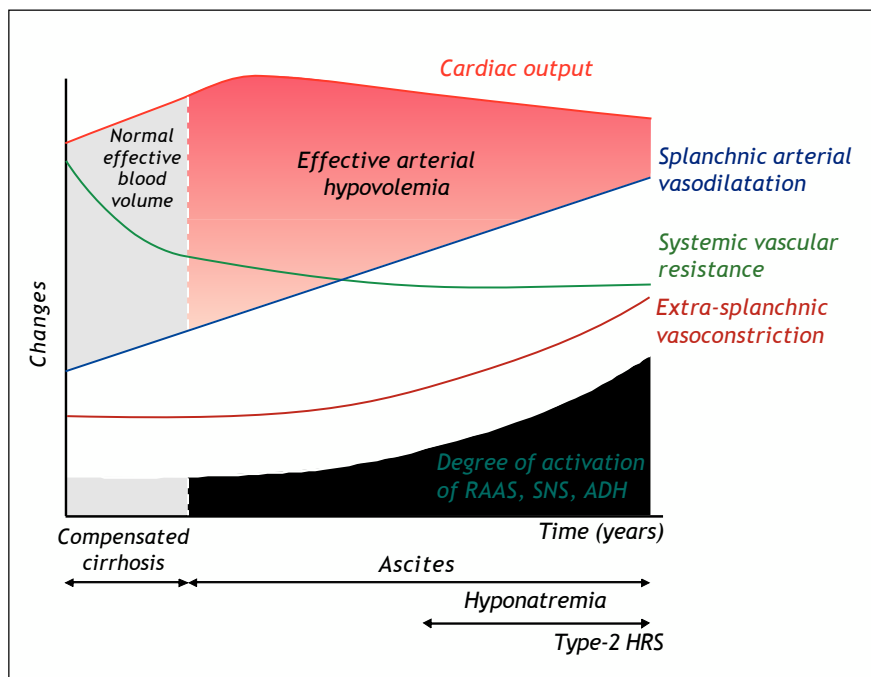 Cardiac output
Normal
effective
blood
volume
Effective arterial
hypovolemia
Splanchnic arterial
vasodilatation
Systemic vascular
resistance
Extra-splanchnic
vasoconstriction
Changes
Degree of activation
of RAAS, SNS, ADH
Time (years)
Compensated
cirrhosis
Ascites
Hyponatremia
Type-2 HRS